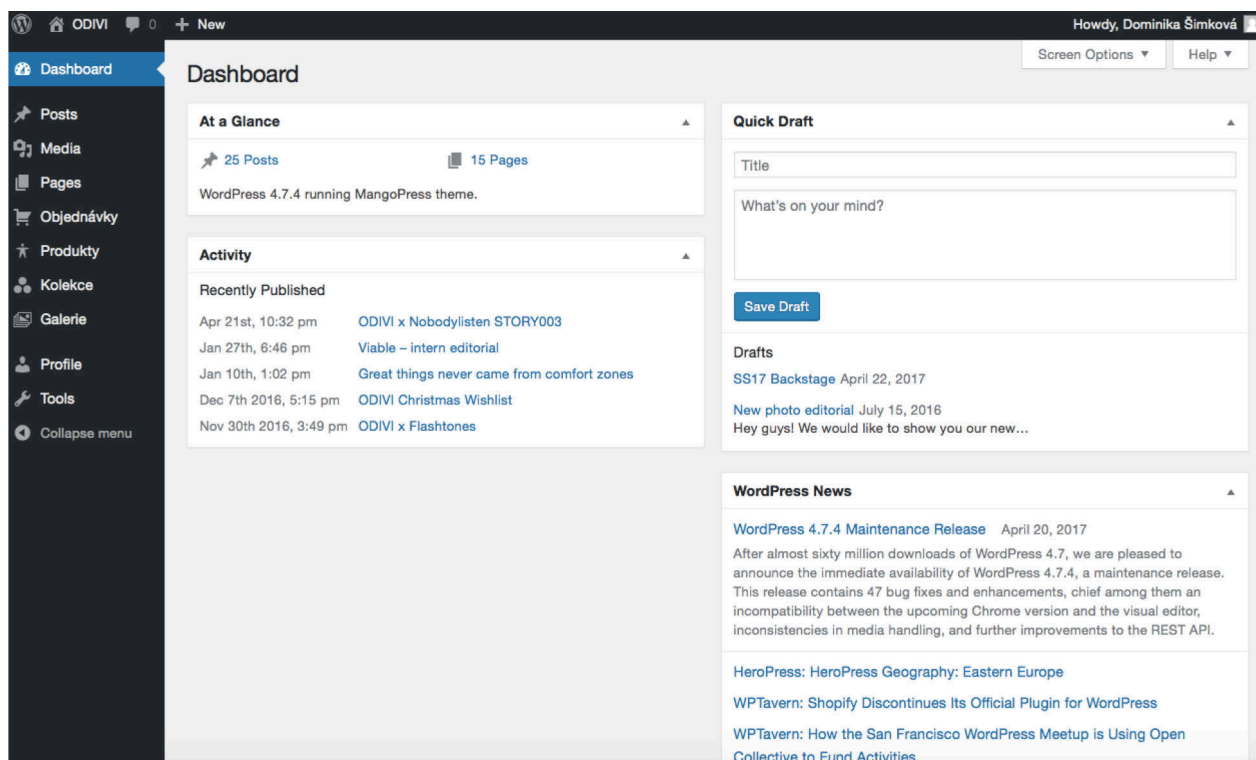 ODIVI 0 New
Howdy, Dominika Šimková
Screen Options
Help
Dashboard
Posts
Media
Pages
Objednávky
Produkty
Kolekce
Galerie
Profile
Tools
Collapse menu
Dashboard
At a Glance
25 Posts 15 Pages
WordPress 4.7.4 running MangoPress theme.
Activity
Recently Published
Apr 21st, 10:32 pm ODIVI x Nobodylisten STORY003
Jan 27th, 6:46 pm Viable – intern editorial
Jan 10th, 1:02 pm Great things never came from comfort zones
Dec 7th 2016, 5:15 pm ODIVI Christmas Wishlist
Nov 30th 2016, 3:49 pm ODIVI x Flashtones
Quick Draft
Title
What's on your mind?
Save Draft
Drafts
SS17 Backstage April 22, 2017
New photo editorial July 15, 2016
Hey guys! We would like to show you our new…
WordPress News
WordPress 4.7.4 Maintenance Release April 20, 2017
After almost sixty million downloads of WordPress 4.7, we are pleased to
announce the immediate availability of WordPress 4.7.4, a maintenance release.
This release contains 47 bug fixes and enhancements, chief among them an
incompatibility between the upcoming Chrome version and the visual editor,
inconsistencies in media handling, and further improvements to the REST API.
HeroPress: HeroPress Geography: Eastern Europe
WPTavern: Shopify Discontinues Its Official Plugin for WordPress
WPTavern: How the San Francisco WordPress Meetup is Using Open
Collective to Fund Activities